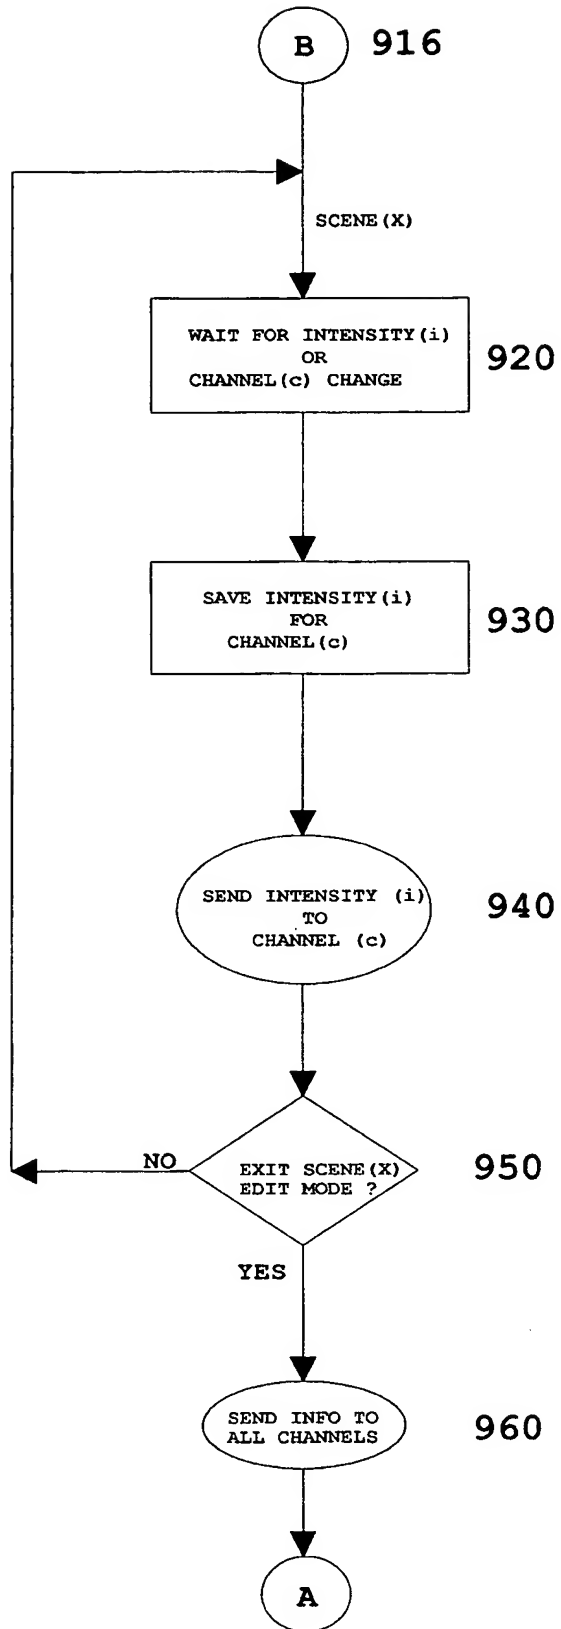 B 916
SCENE(X)
WAIT FOR INTENSITY(i)
OR
CHANNEL(c) CHANGE
920
SAVE INTENSITY(i)
FOR
CHANNEL(c)
930
SEND INTENSITY (i)
TO
CHANNEL (c)
940
NO
EXIT SCENE(X)
EDIT MODE ?
950
YES
SEND INFO TO
ALL CHANNELS
960
A